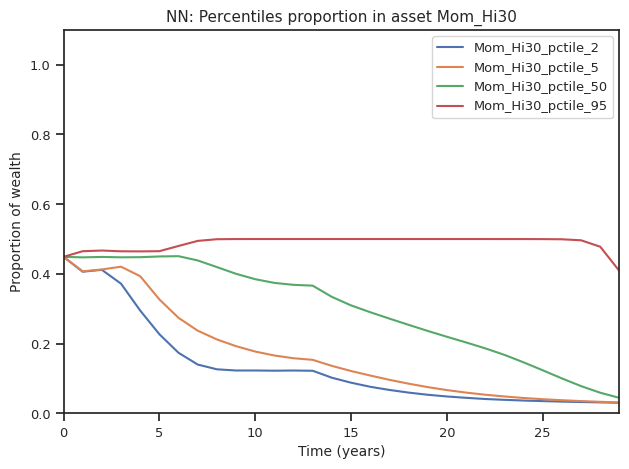 NN: Percentiles proportion in asset Mom_Hi30
Mom_Hi30_pctile_2
Mom_Hi30_pctile_5
Mom_Hi30_pctile_50
Mom_Hi30_pctile_95
Proportion of wealth
1.0
0.8
0.6
0.4
0.2
0.0
0 5 10 15 20 25
Time (years)